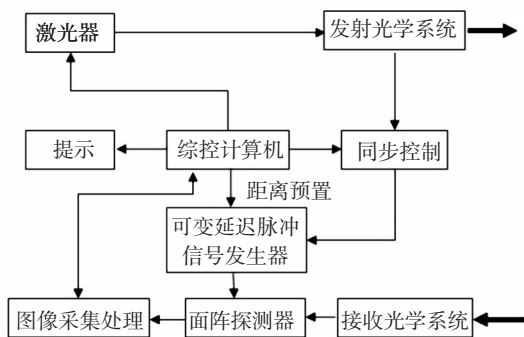 激光器
发射光学系统
提示
综控计算机
同步控制
距离预置
可变延迟脉冲
信号发生器
图像采集处理
面阵探测器
接收光学系统